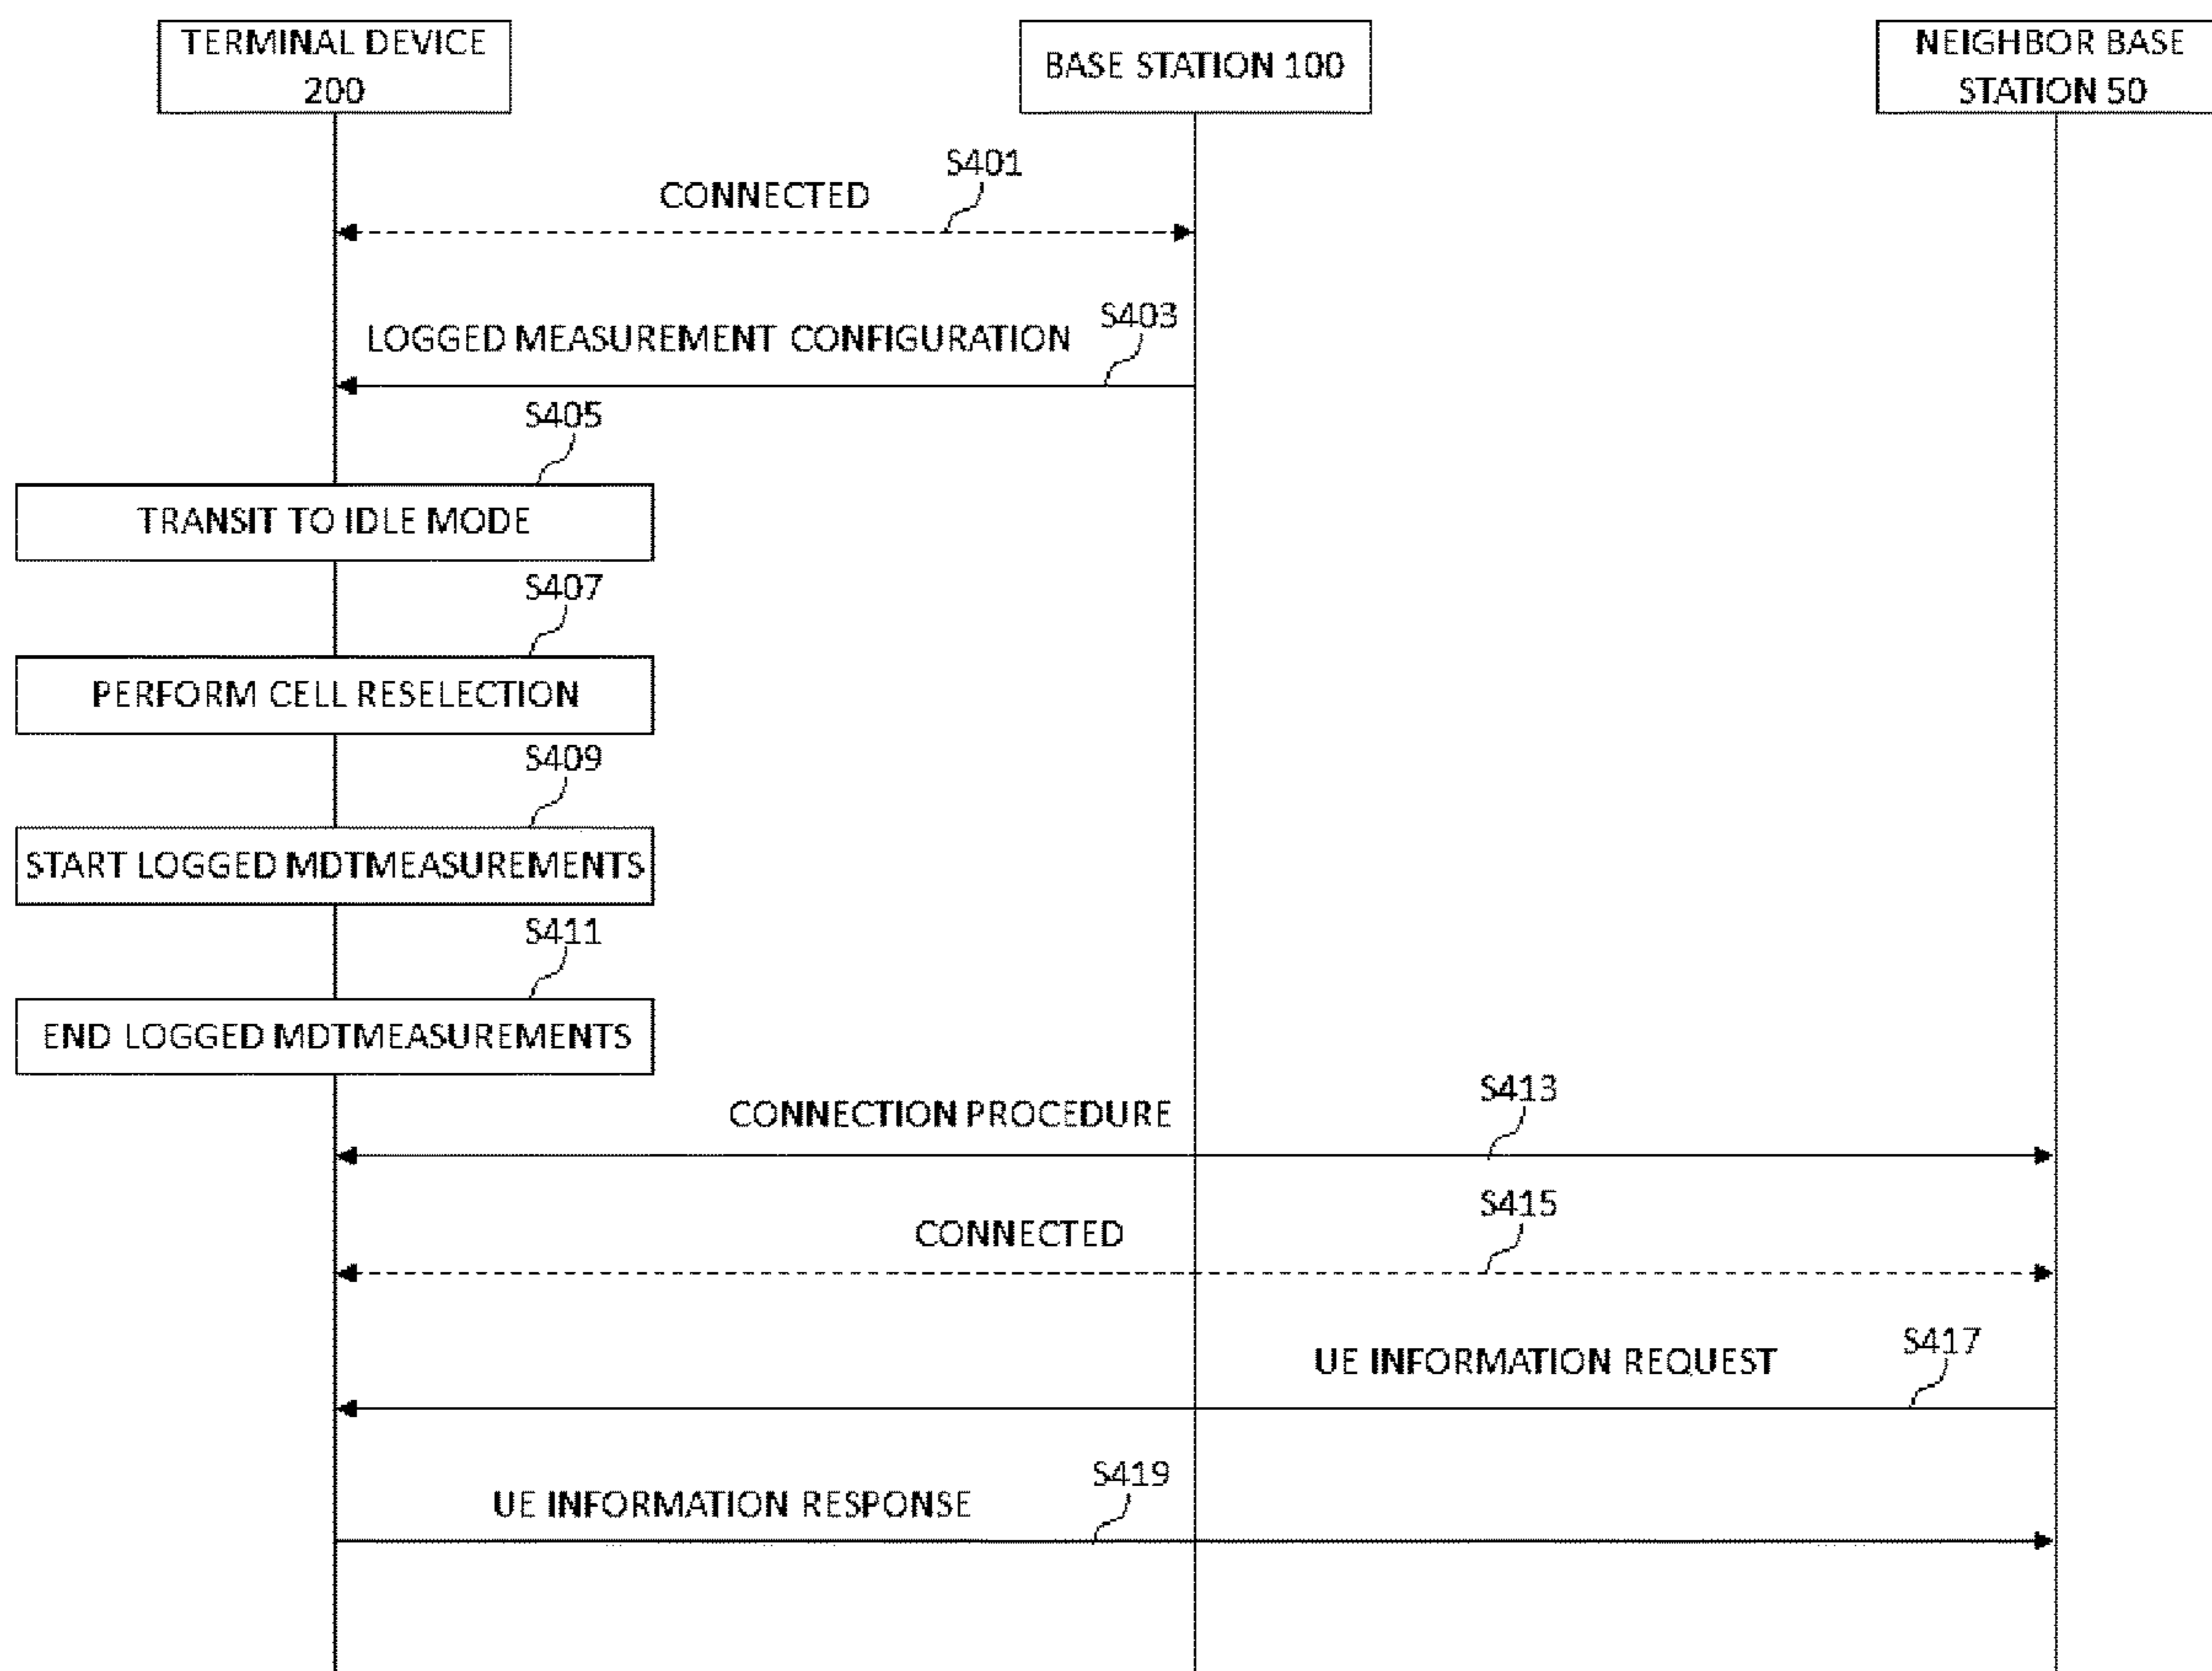 TERMINAL DEVICE
200
BASE STATION 100
NEIGHBOR BASE
STATION 50
S401
CONNECTED
S403
LOGGED MEASUREMENT CONFIGURATION
S405
TRANSIT TO IDLE MODE
S407
PERFORM CELL RESELECTION
S409
START LOGGED MDTMEASUREMENTS
S411
END LOGGED MDTMEASUREMENTS
S413
CONNECTION PROCEDURE
S415
CONNECTED
S417
UE INFORMATION REQUEST
S419
UE INFORMATION RESPONSE